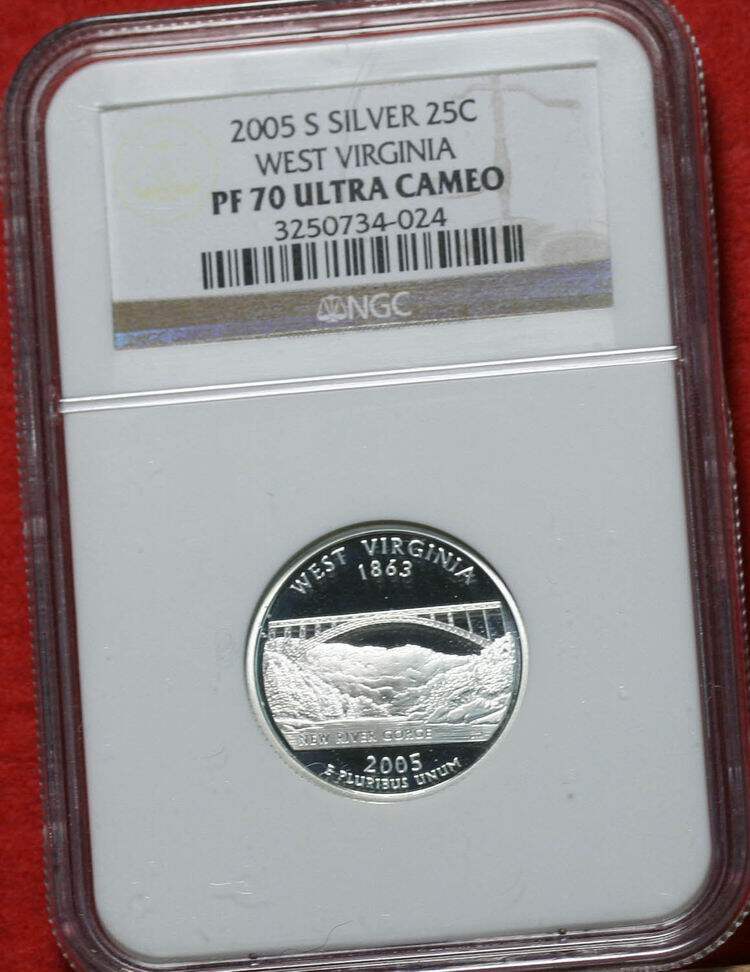 2005 S SILVER 25C
WEST VIRGINIA
PF 70 ULTRA CAMEO
3250734-024
NGC
WEST VIRGINIA
1863
NEW RIVER GORGE
2005
E PLURIBUS UNUM